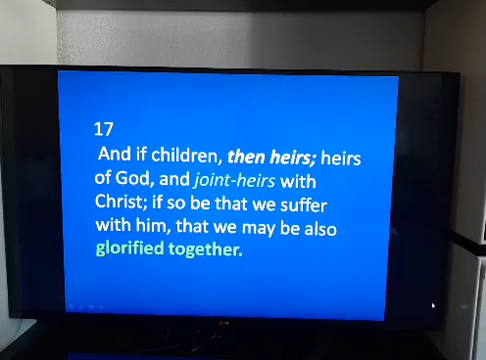 17
And if children, then heirs; heirs
of God, and joint-heirs with
Christ; if so be that we suffer
with him, that we may be also
glorified together.
LG